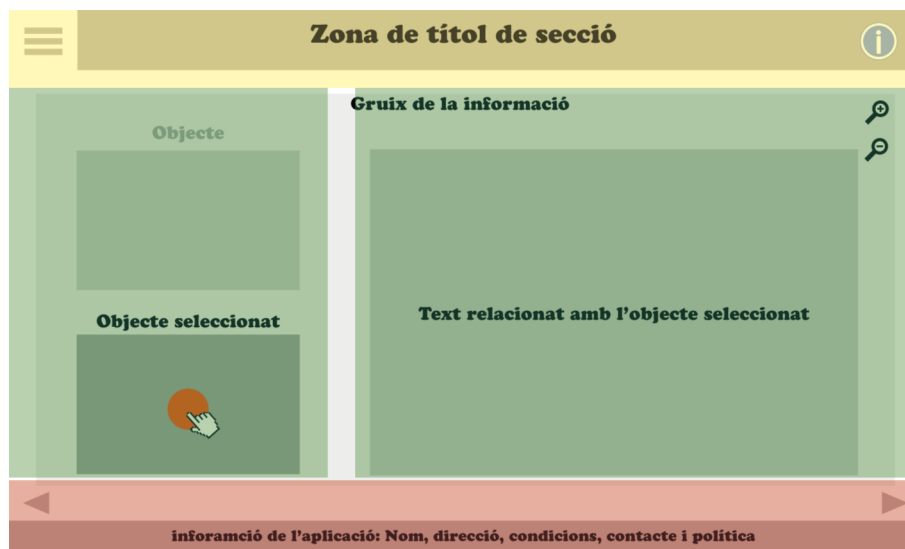 Zona de títol de secció
i
Gruix de la informació
Objecte
Objecte seleccionat
Text relacionat amb l'objecte seleccionat
inforamció de l'aplicació: Nom, direcció, condicions, contacte i política